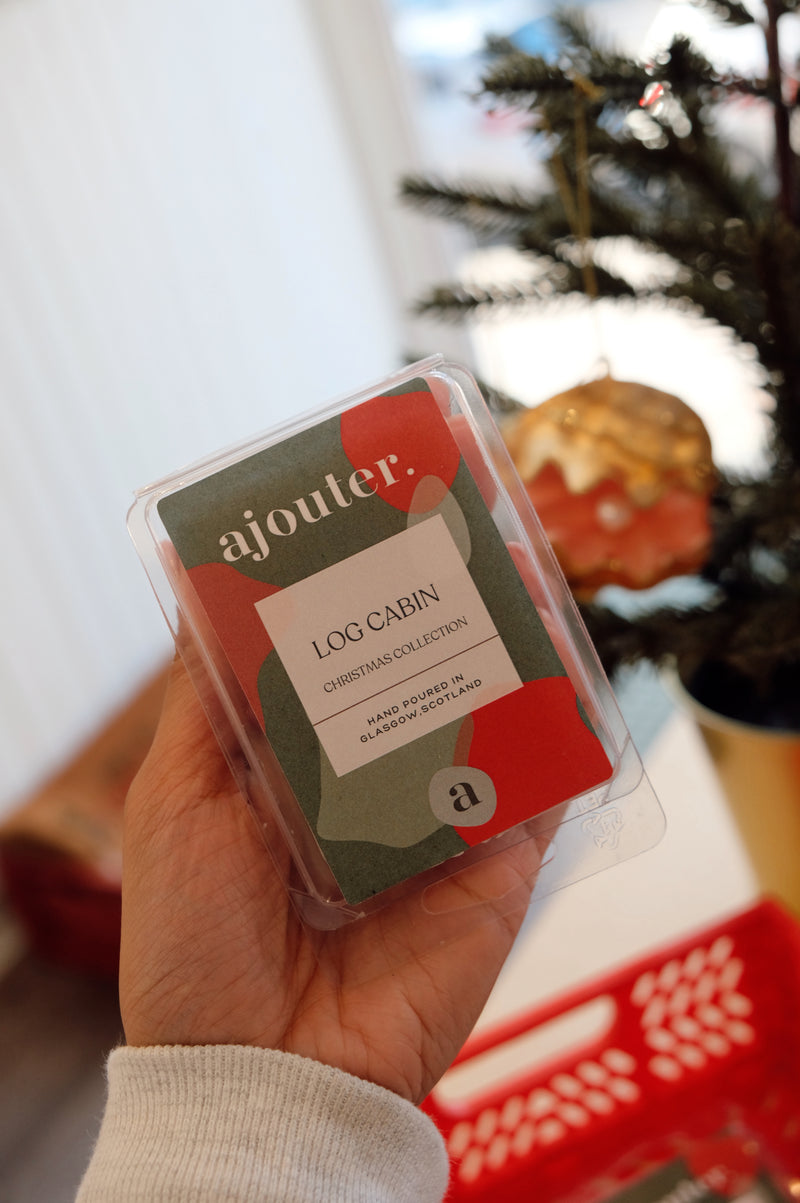 ajouter.
LOG CABIN
CHRISTMAS COLLECTION
HAND POURED IN
GLASGOW, SCOTLAND
a